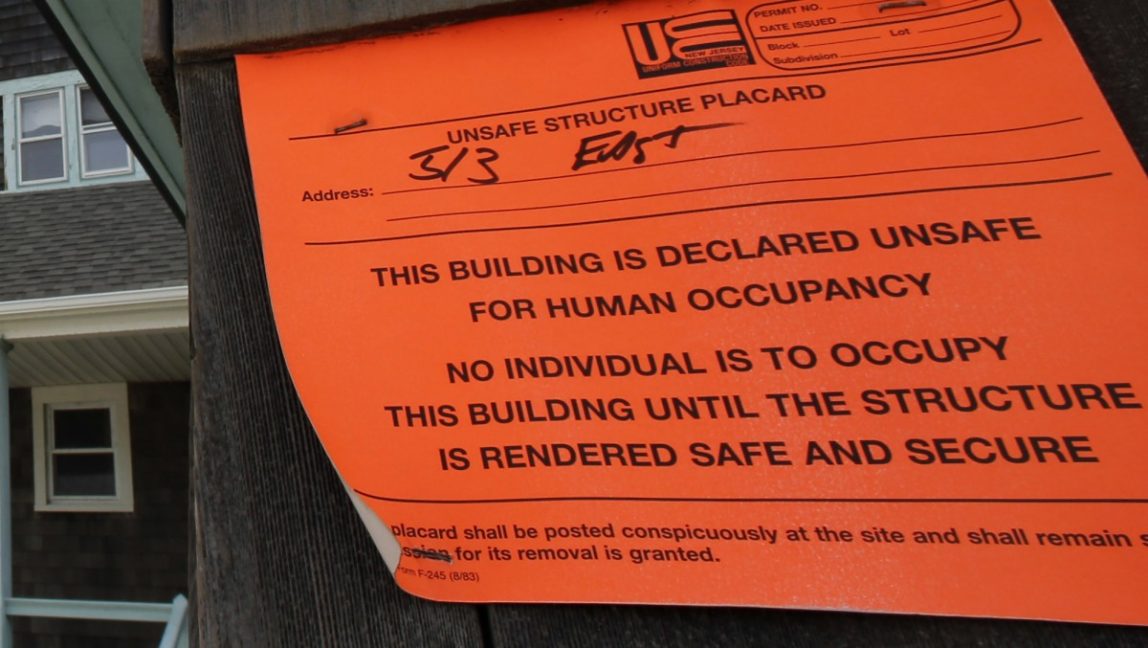 UCC
NEW JERSEY
UNIFORM CONSTRUCTION
CODE
PERMIT NO.
DATE ISSUED
Block Lot
Subdivision
UNSAFE STRUCTURE PLACARD
Address: 513 EAST
THIS BUILDING IS DECLARED UNSAFE
FOR HUMAN OCCUPANCY
NO INDIVIDUAL IS TO OCCUPY
THIS BUILDING UNTIL THE STRUCTURE
IS RENDERED SAFE AND SECURE
placard shall be posted conspicuously at the site and shall remain
for its removal is granted.
F-245 (8/83)